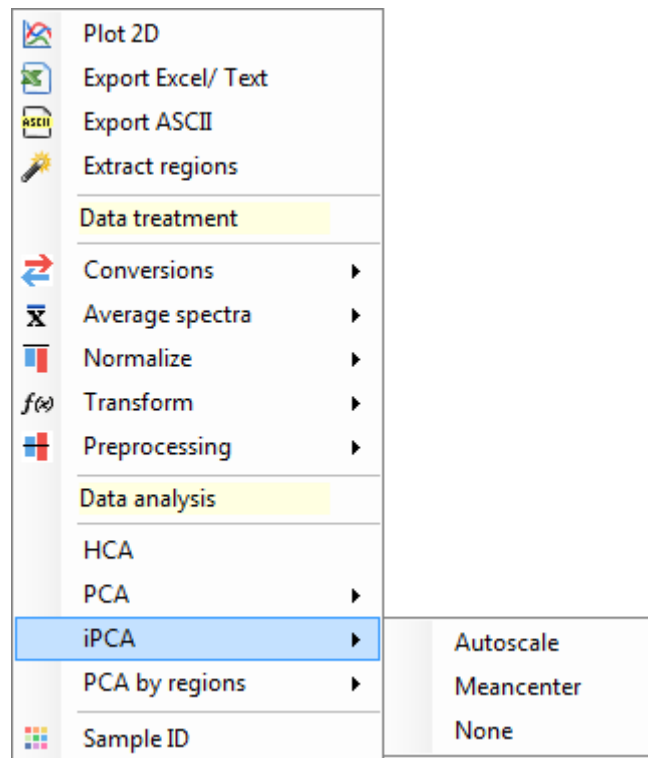 Plot 2D
Export Excel/ Text
ASCII Export ASCII
Extract regions
Data treatment
Conversions
x Average spectra
Normalize
f(x) Transform
Preprocessing
Data analysis
HCA
PCA
iPCA
Autoscale
PCA by regions
Meancenter
None
Sample ID